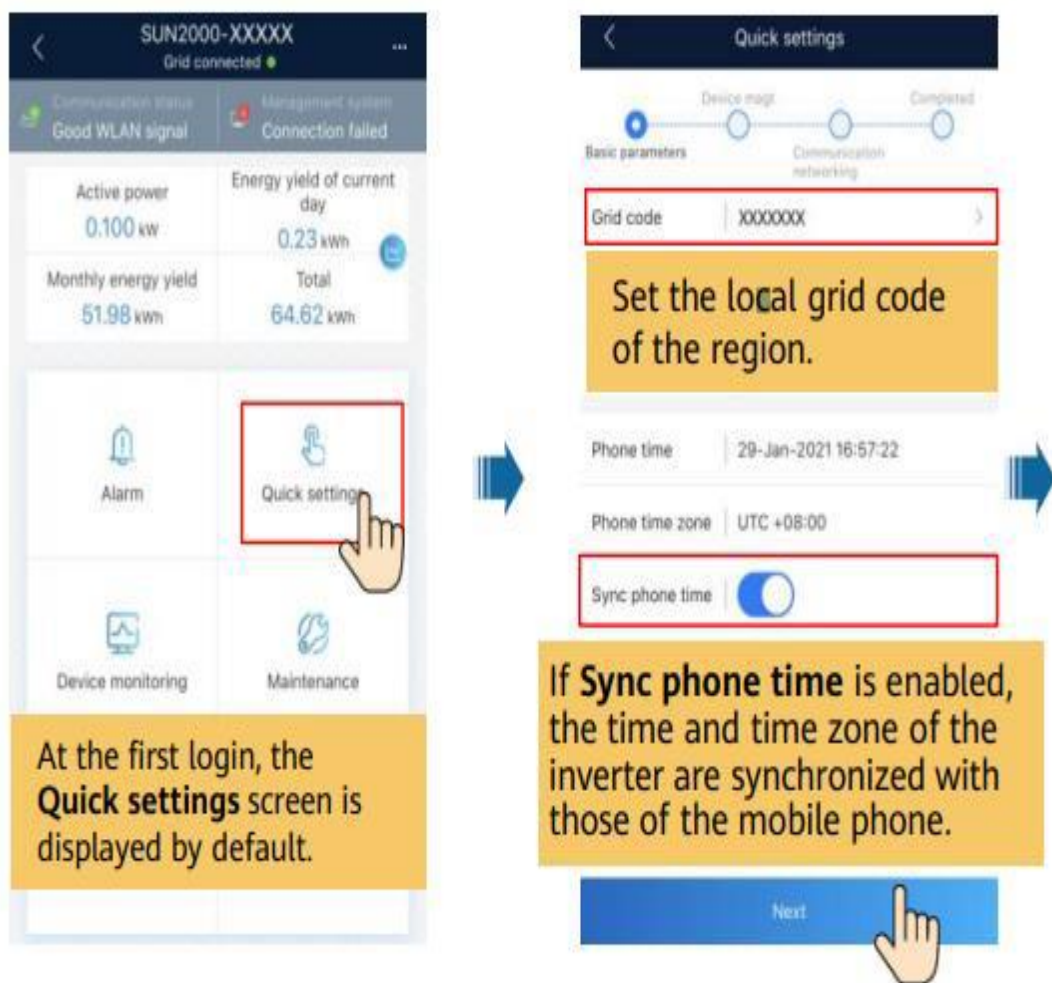 SUN2000-XXXXX
Grid connected
...
Communication status
Good WLAN signal
Management system
Connection failed
Active power
0.100 kW
Energy yield of current
day
0.23 kWh
Monthly energy yield
51.98 kWh
Total
64.62 kWh
Alarm
Quick settings
Device monitoring
Maintenance
At the first login, the
Quick settings screen is
displayed by default.
Quick settings
Device magt
Completed
Basic parameters
Communication
networking
Grid code
XXXXXXX
Set the local grid code
of the region.
Phone time
29-Jan-2021 16:57:22
Phone time zone
UTC +08:00
Sync phone time
If Sync phone time is enabled,
the time and time zone of the
inverter are synchronized with
those of the mobile phone.
Next